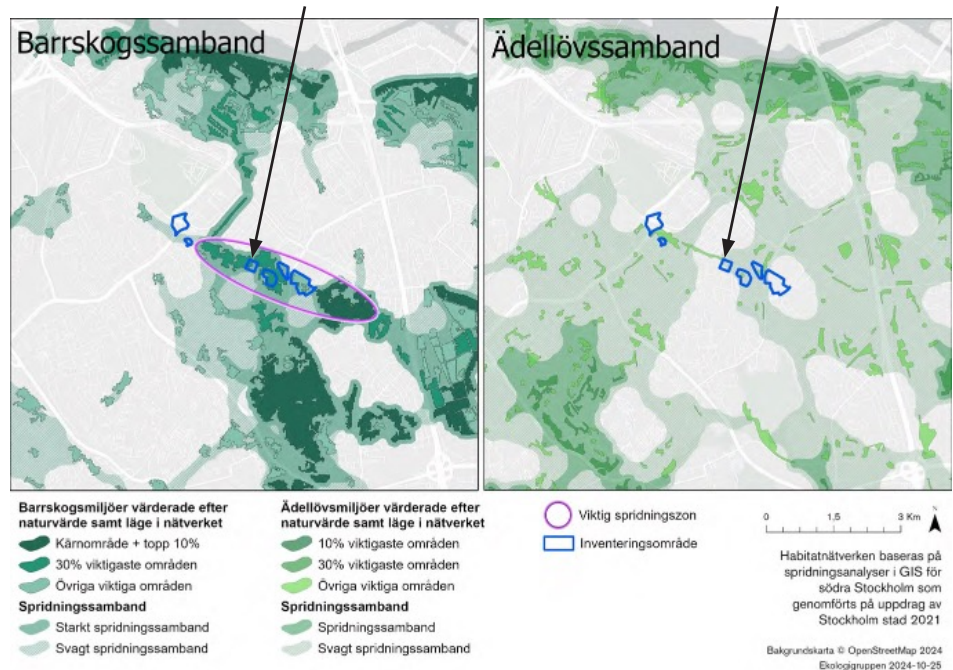 Barrskogssamband
Ädellövssamband
Barrskogsmiljöer värderade efter
naturvärde samt läge i nätverket
Kärnområde + topp 10%
30% viktigaste områden
Övriga viktiga områden
Spridningssamband
Starkt spridningssamband
Svagt spridningssamband
Ädellövsmiljöer värderade efter
naturvärde samt läge i nätverket
10% viktigaste områden
30% viktigaste områden
Övriga viktiga områden
Spridningssamband
Spridningssamband
Svagt spridningssamband
Viktig spridningszon
Inventeringsområde
0 1,5 3 Km
N
Habitatnätverken baseras på
spridningsanalyser i GIS för
södra Stockholm som
genomförts på uppdrag av
Stockholm stad 2021
Bakgrundskarta © OpenStreetMap 2024
Ekologigruppen 2024-10-25